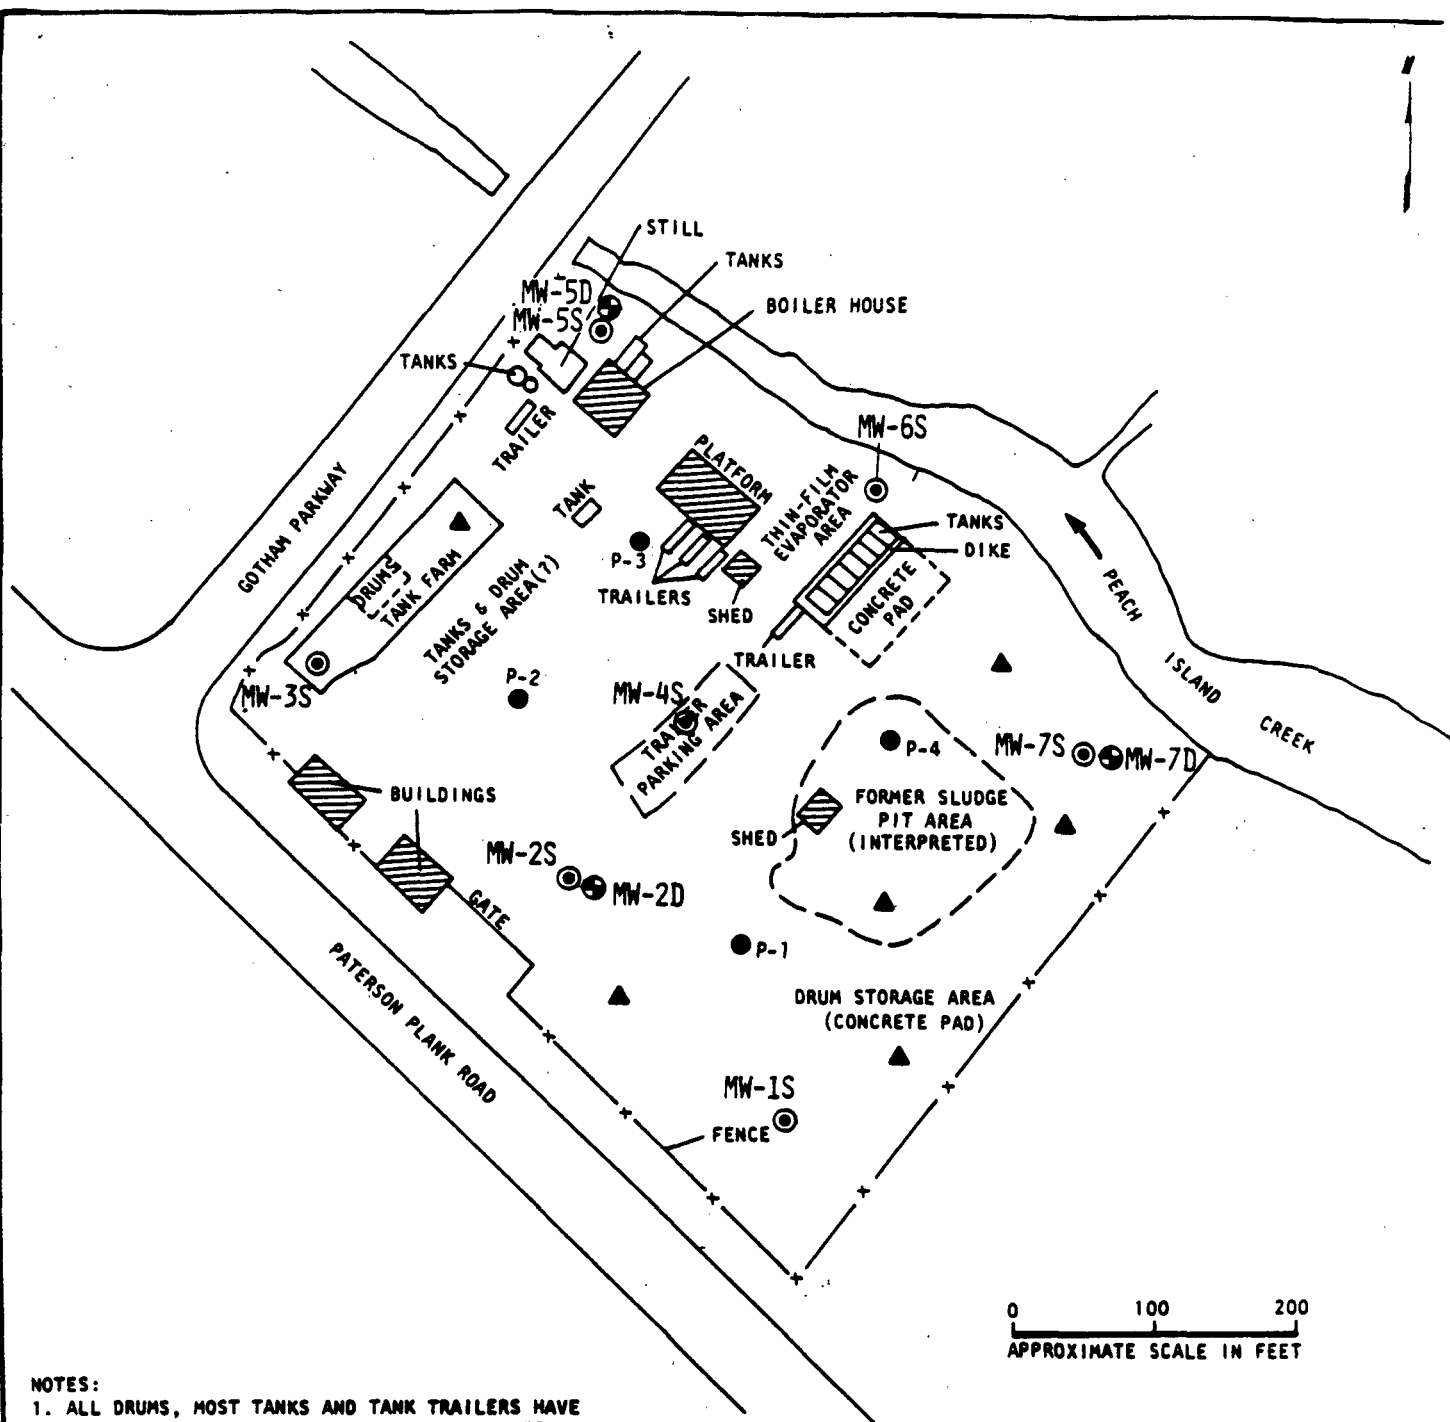 N
STILL
TANKS
MW-5D
BOILER HOUSE
MW-5S
TANKS
TRAILER
MW-6S
PLATFORM
THIN-FILM
EVAPORATOR
AREA
TANK
TANKS
DIKE
GOTHAM PARKWAY
P-3
DRUMS
TANK FARM
TANKS & DRUM
STORAGE AREA(?)
TRAILERS
SHED
CONCRETE
PAD
PEACH
ISLAND
CREEK
TRAILER
MW-3S
P-2
MW-4S
TRAILER
PARKING AREA
P-4
MW-7S
MW-7D
BUILDINGS
FORMER SLUDGE
PIT AREA
(INTERPRETED)
SHED
MW-2S
MW-2D
GATE
P-1
PATERSON PLANK ROAD
DRUM STORAGE AREA
(CONCRETE PAD)
MW-1S
FENCE
0 100 200
APPROXIMATE SCALE IN FEET
NOTES:
1. ALL DRUMS, MOST TANKS AND TANK TRAILERS HAVE